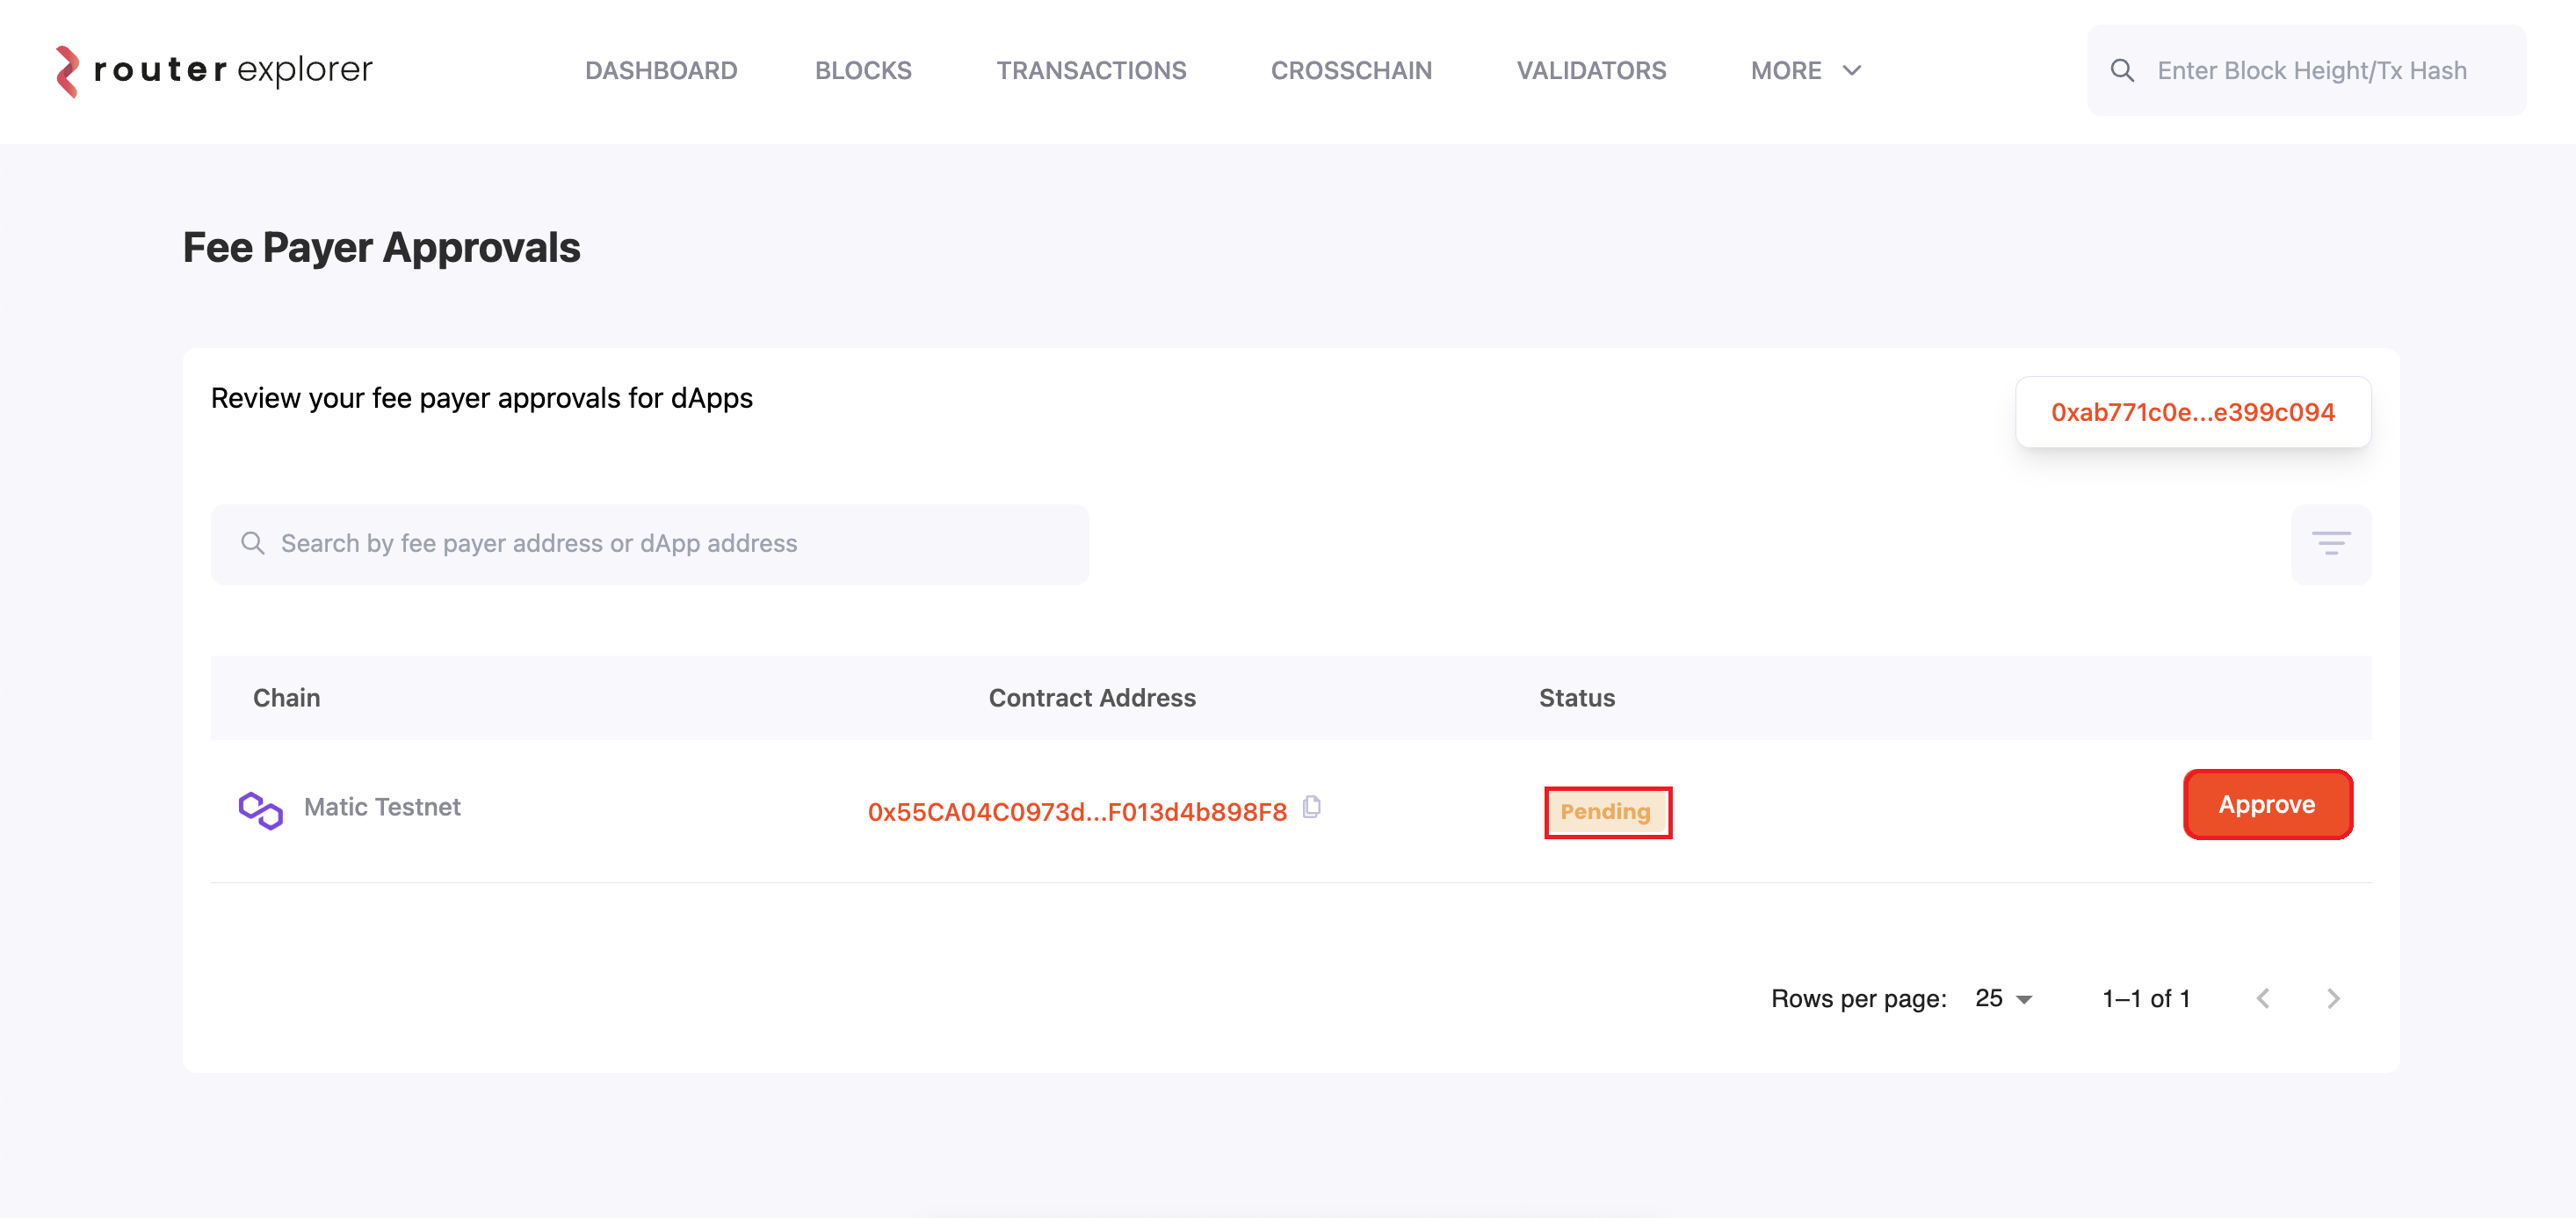 router explorer
DASHBOARD BLOCKS TRANSACTIONS CROSSCHAIN VALIDATORS MORE
Enter Block Height/Tx Hash
Fee Payer Approvals
Review your fee payer approvals for dApps
0xab771c0e...e399c094
Search by fee payer address or dApp address
Chain Contract Address Status
Matic Testnet 0x55CA04C0973d...F013d4b898F8 Pending Approve
Rows per page: 25 1–1 of 1